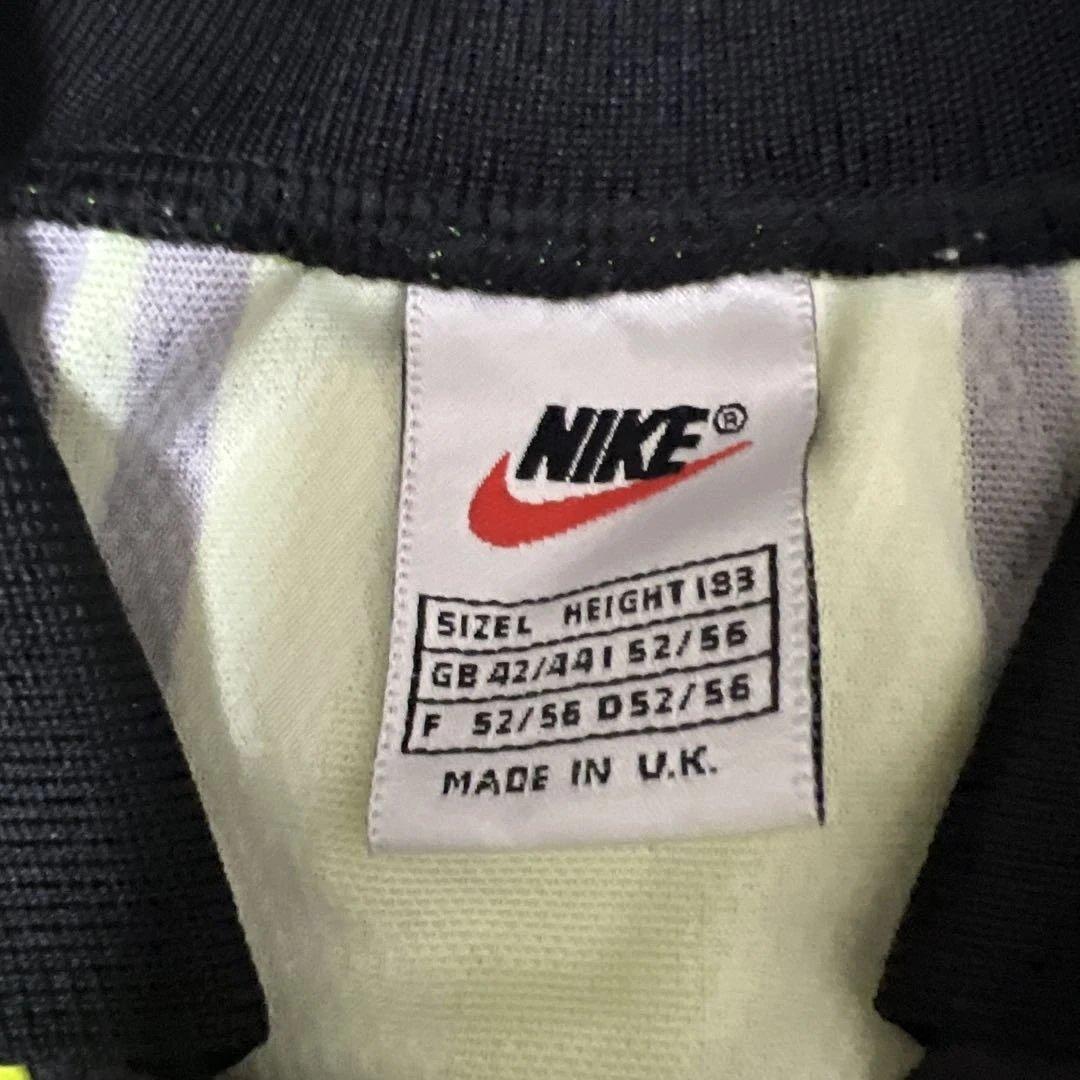 NIKE®
SIZE L HEIGHT 183
GB 42/44 I 52/56
F 52/56 D 52/56
MADE IN U.K.